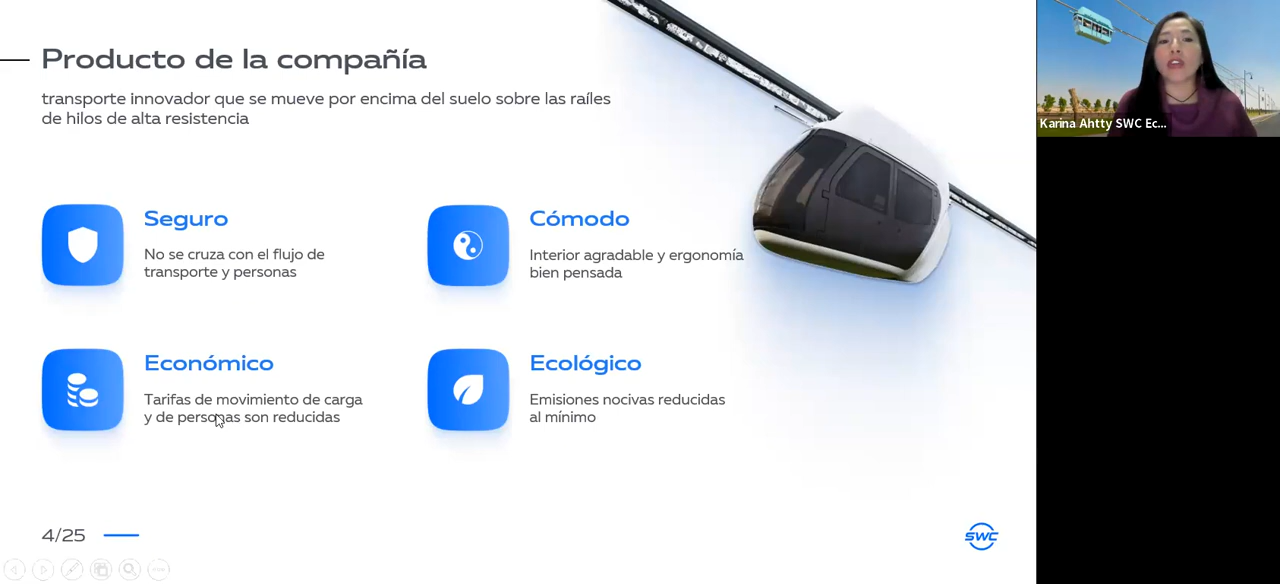 Producto de la compañía
transporte innovador que se mueve por encima del suelo sobre las raíles
de hilos de alta resistencia
Seguro
No se cruza con el flujo de
transporte y personas
Cómodo
Interior agradable y ergonomía
bien pensada
Económico
Tarifas de movimiento de carga
y de personas son reducidas
Ecológico
Emisiones nocivas reducidas
al mínimo
4/25
SWC
Karina Ahtty SWC Ec...